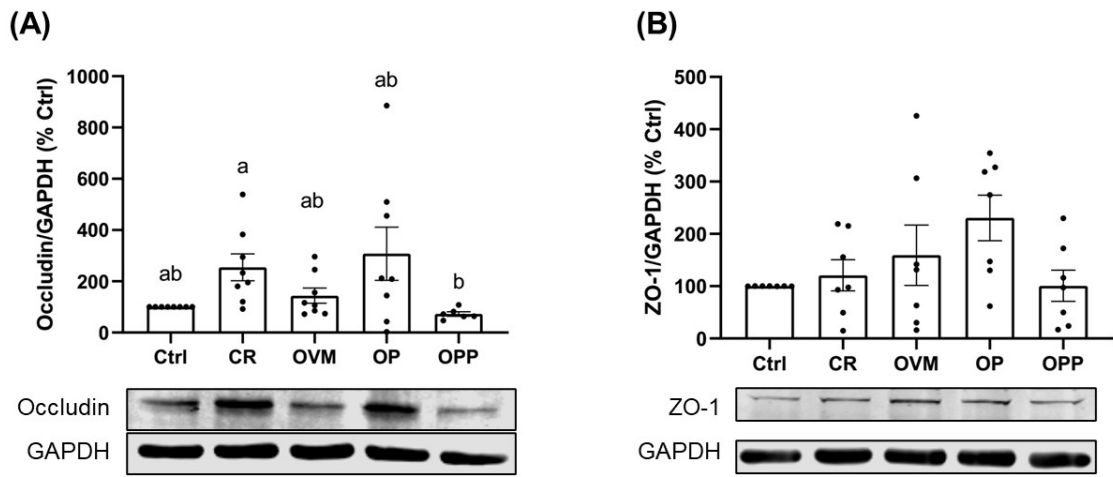 (A)
Occludin/GAPDH (% Ctrl)
1000
800
600
400
200
0
ab
a
ab
ab
b
Ctrl CR OVM OP OPP
Occludin
GAPDH
(B)
ZO-1/GAPDH (% Ctrl)
500
400
300
200
100
0
Ctrl CR OVM OP OPP
ZO-1
GAPDH